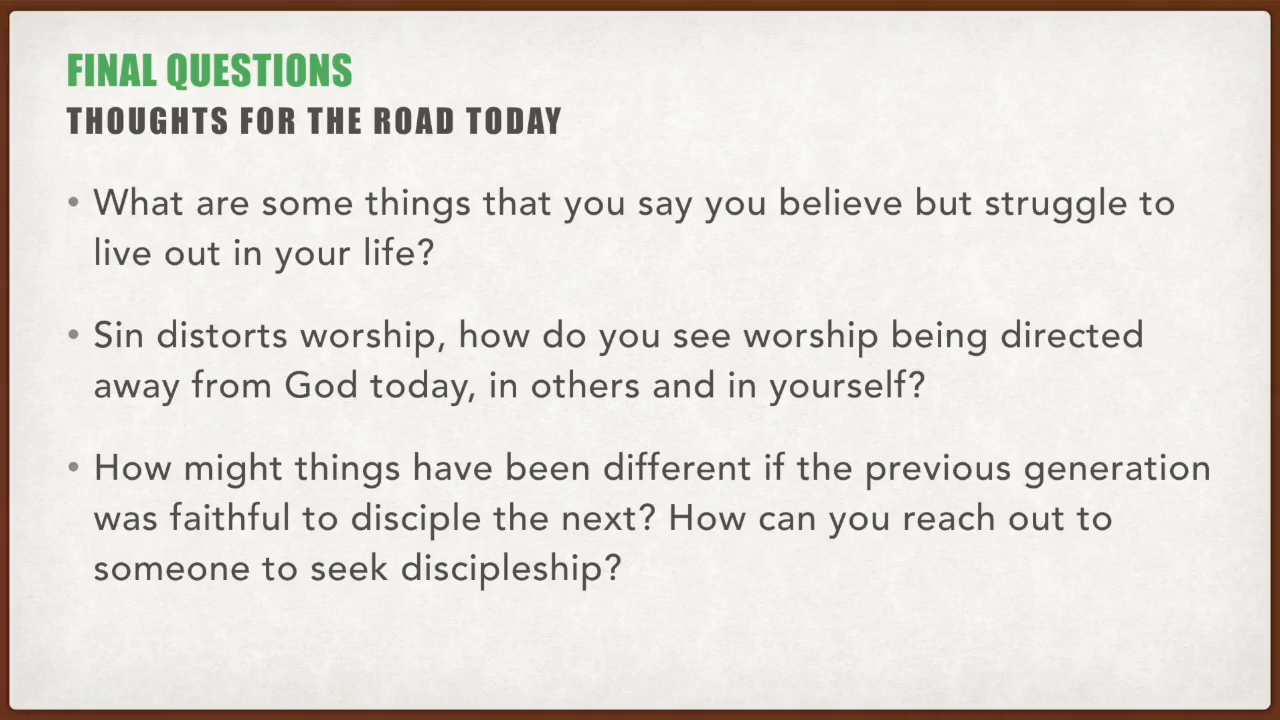 FINAL QUESTIONS
THOUGHTS FOR THE ROAD TODAY
• What are some things that you say you believe but struggle to
live out in your life?
• Sin distorts worship, how do you see worship being directed
away from God today, in others and in yourself?
• How might things have been different if the previous generation
was faithful to disciple the next? How can you reach out to
someone to seek discipleship?